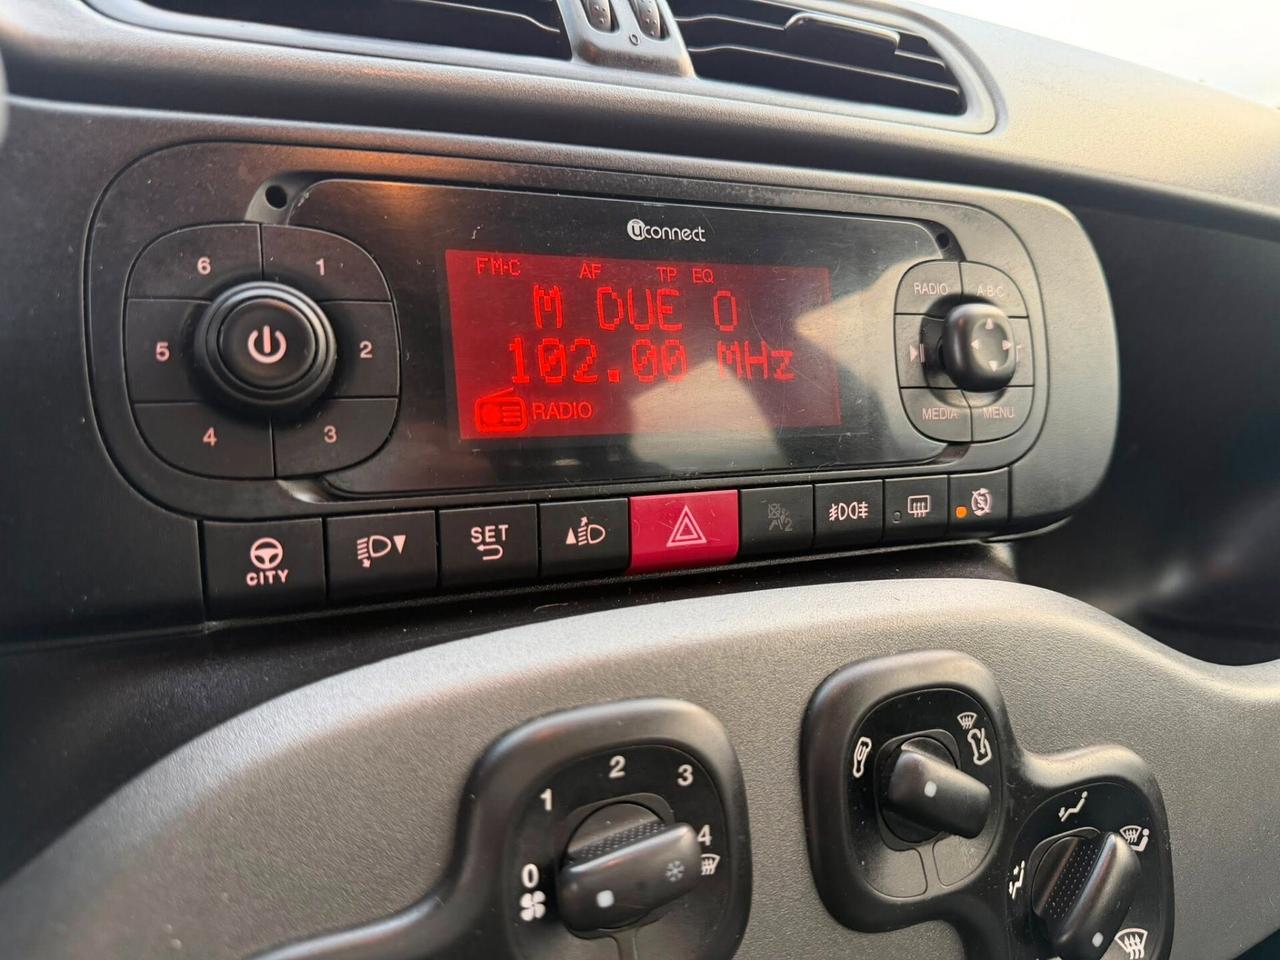 uconnect
FM-C AF TP EQ
M DUE O
102.00 MHz
RADIO
6 1
5 2
4 3
RADIO A-B-C
MEDIA MENU
CITY
SET
2
0 1 2 3 4